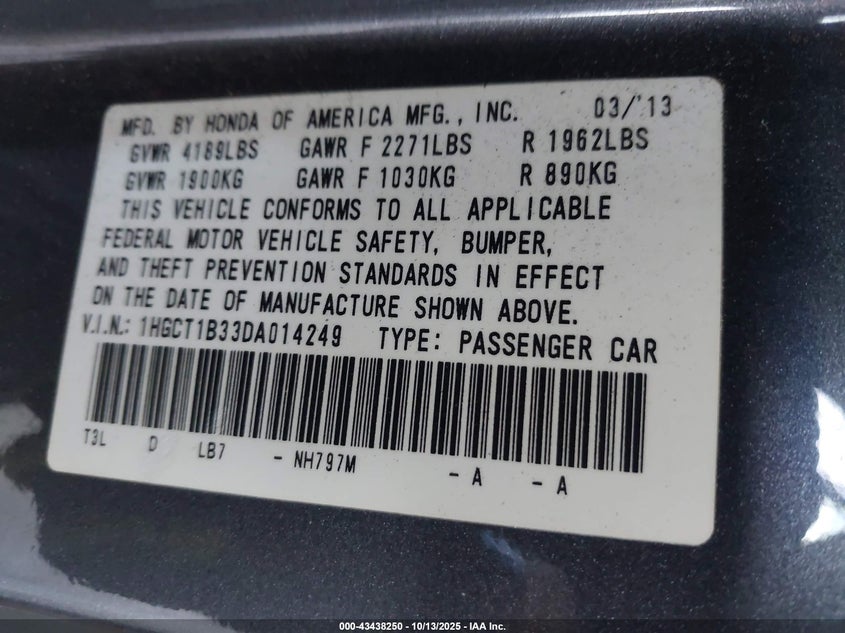 MFD. BY HONDA OF AMERICA MFG., INC. 03/'13
GVWR 4189LBS GAWR F 2271LBS R 1962LBS
GVWR 1900KG GAWR F 1030KG R 890KG
THIS VEHICLE CONFORMS TO ALL APPLICABLE
FEDERAL MOTOR VEHICLE SAFETY, BUMPER,
AND THEFT PREVENTION STANDARDS IN EFFECT
ON THE DATE OF MANUFACTURE SHOWN ABOVE.
V.I.N.: 1HGCT1B33DA014249 TYPE: PASSENGER CAR
T3L D LB7 - NH797M - A - A
000-43438250 | 10/13/2025 - IAA Inc.